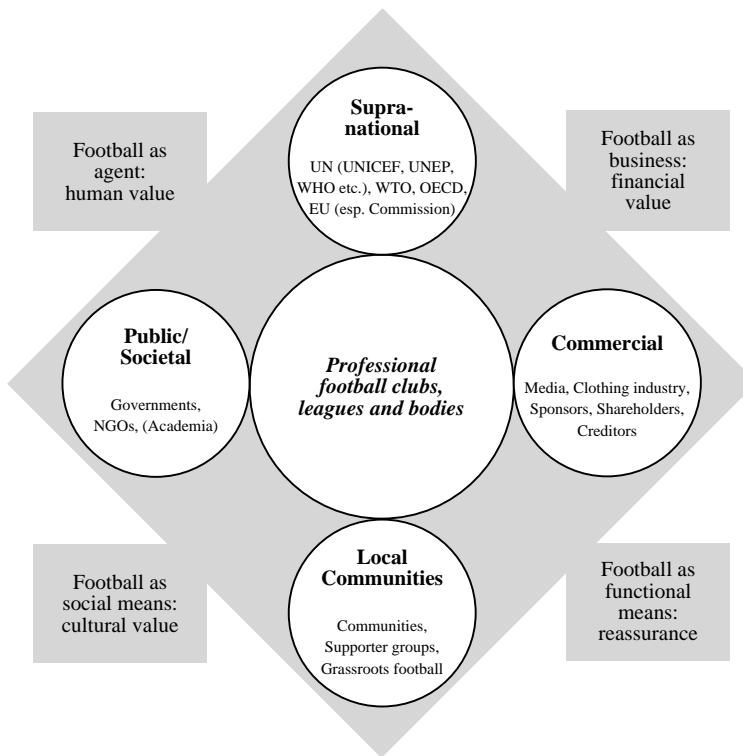 Supra-
national
UN (UNICEF, UNEP,
WHO etc.), WTO, OECD,
EU (esp. Commission)
Football as
agent:
human value
Football as
business:
financial
value
Public/
Societal
Governments,
NGOs, (Academia)
Professional
football clubs,
leagues and bodies
Commercial
Media, Clothing industry,
Sponsors, Shareholders,
Creditors
Local
Communities
Communities,
Supporter groups,
Grassroots football
Football as
social means:
cultural value
Football as
functional
means:
reassurance